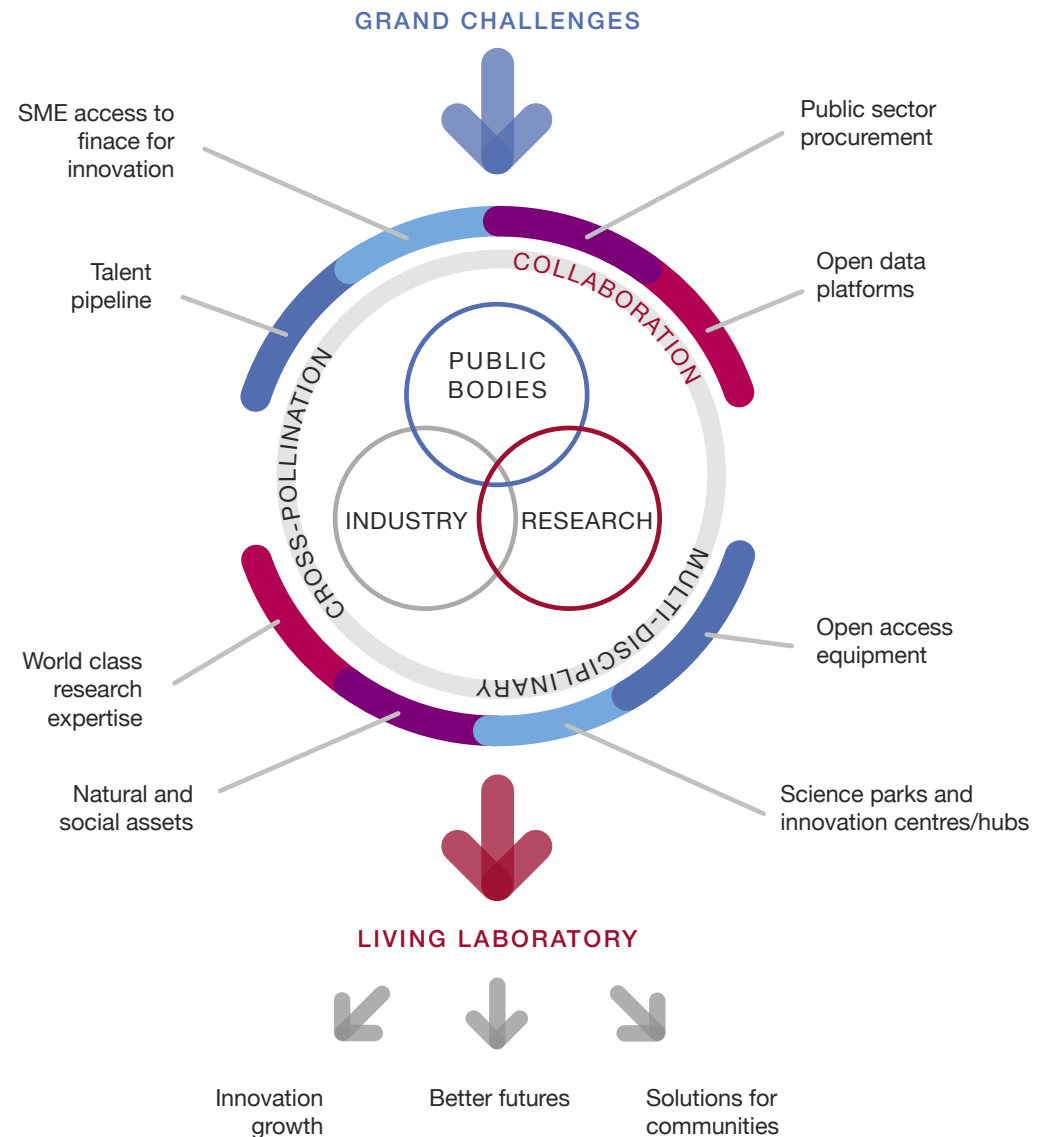 GRAND CHALLENGES
SME access to
finace for
innovation
Public sector
procurement
Talent
pipeline
Open data
platforms
COLLABORATION
CROSS-POLLINATION
MULTI-DISCIPLINARY
PUBLIC
BODIES
INDUSTRY
RESEARCH
World class
research
expertise
Open access
equipment
Natural and
social assets
Science parks and
innovation centres/hubs
LIVING LABORATORY
Innovation
growth
Better futures
Solutions for
communities